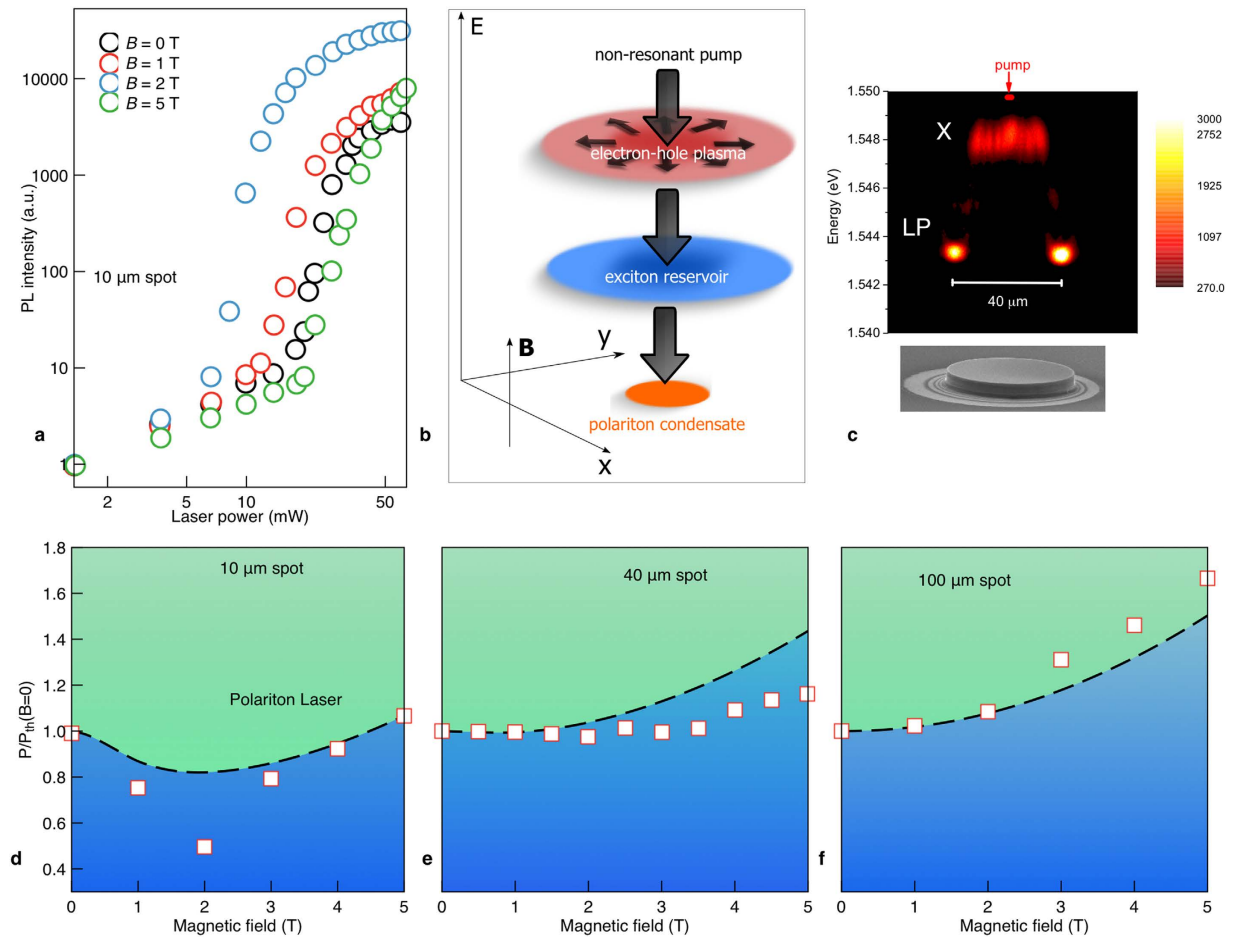 B = 0 T
B = 1 T
B = 2 T
B = 5 T
10000
1000
100
10
1
PL intensity (a.u.)
10 μm spot
2
5
10
50
Laser power (mW)
a
E
non-resonant pump
electron-hole plasma
exciton reservoir
B
y
x
polariton condensate
b
pump
1.550
1.548
1.546
1.544
1.542
1.540
Energy (eV)
X
LP
40 μm
3000
2752
1925
1097
270.0
c
1.8
1.6
1.4
1.2
1.0
0.8
0.6
0.4
P/Pth(B=0)
10 μm spot
Polariton Laser
d
0
1
2
3
4
5
Magnetic field (T)
40 μm spot
e
0
1
2
3
4
5
Magnetic field (T)
100 μm spot
f
0
1
2
3
4
5
Magnetic field (T)